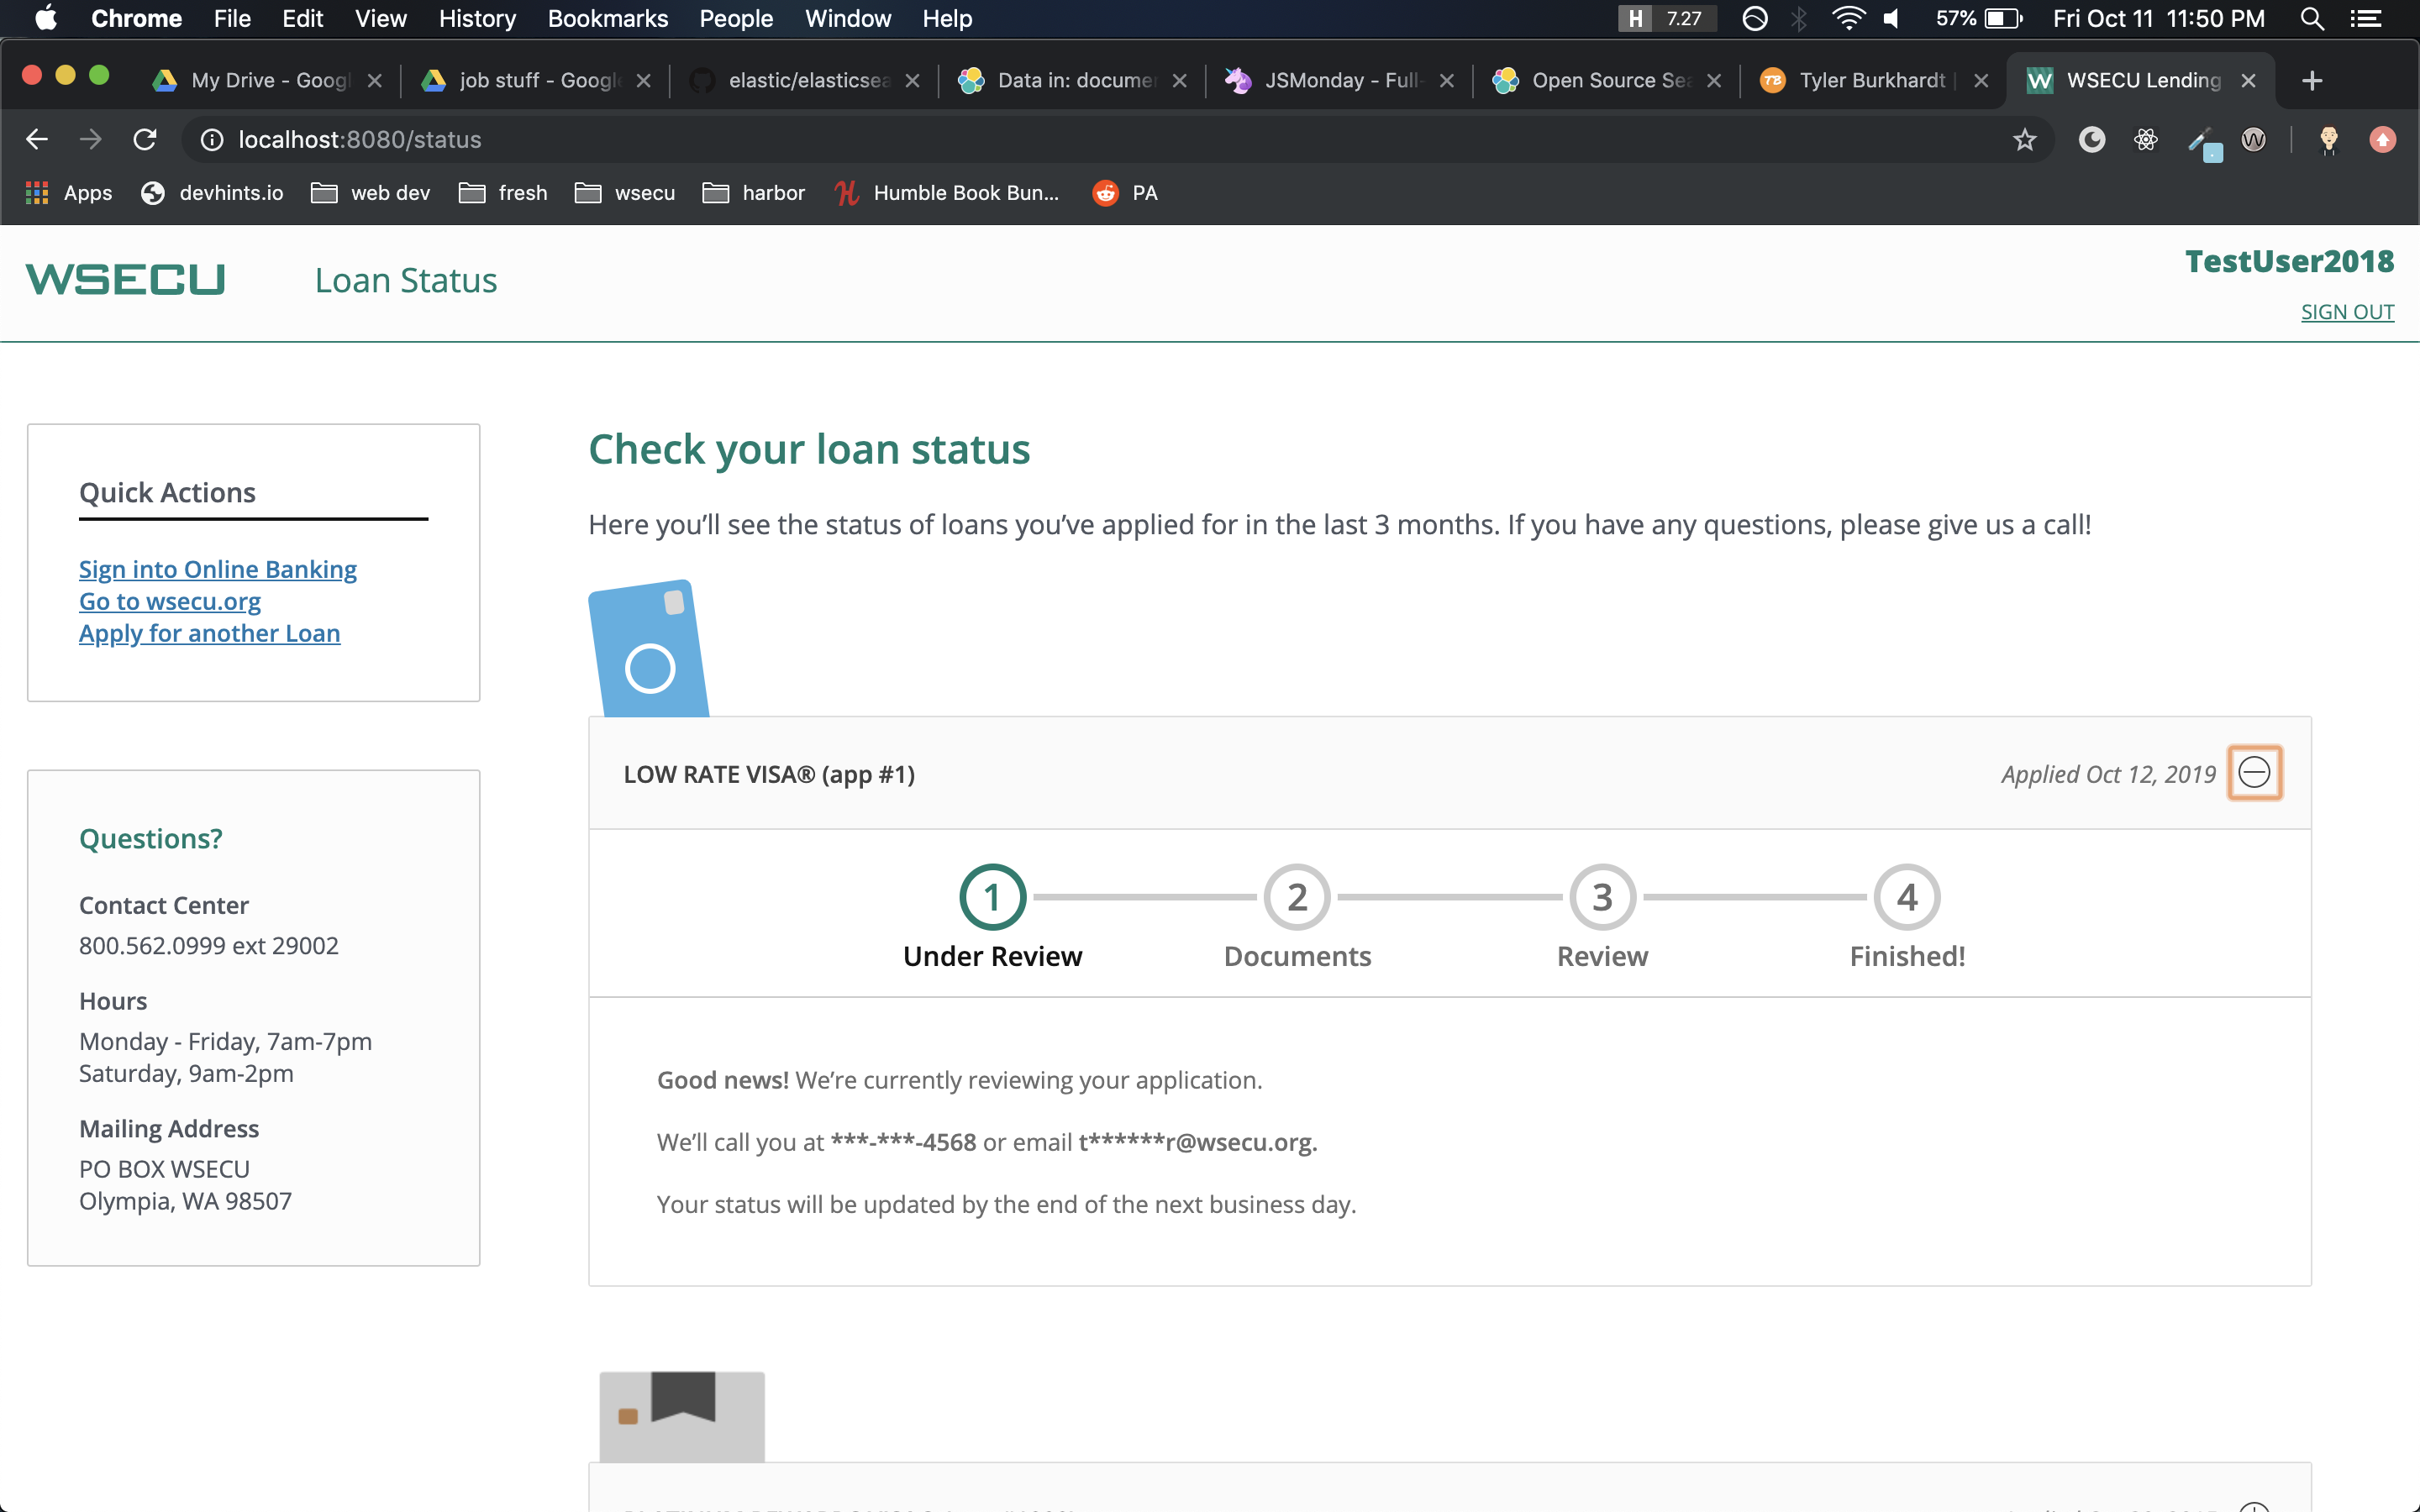 Chrome File Edit View History Bookmarks People Window Help H 7.27 57% Fri Oct 11 11:50 PM
My Drive - Googl job stuff - Google elastic/elasticsea Data in: documen JSMonday - Full- Open Source Sea Tyler Burkhardt | WSECU Lending
localhost:8080/status
Apps devhints.io web dev fresh wsecu harbor Humble Book Bun... PA
WSECU Loan Status TestUser2018
SIGN OUT
Quick Actions
Sign into Online Banking
Go to wsecu.org
Apply for another Loan
Questions?
Contact Center
800.562.0999 ext 29002
Hours
Monday - Friday, 7am-7pm
Saturday, 9am-2pm
Mailing Address
PO BOX WSECU
Olympia, WA 98507
Check your loan status
Here you’ll see the status of loans you’ve applied for in the last 3 months. If you have any questions, please give us a call!
LOW RATE VISA® (app #1) Applied Oct 12, 2019
1 2 3 4
Under Review Documents Review Finished!
Good news! We’re currently reviewing your application.
We’ll call you at ***-***-4568 or email t******r@wsecu.org.
Your status will be updated by the end of the next business day.